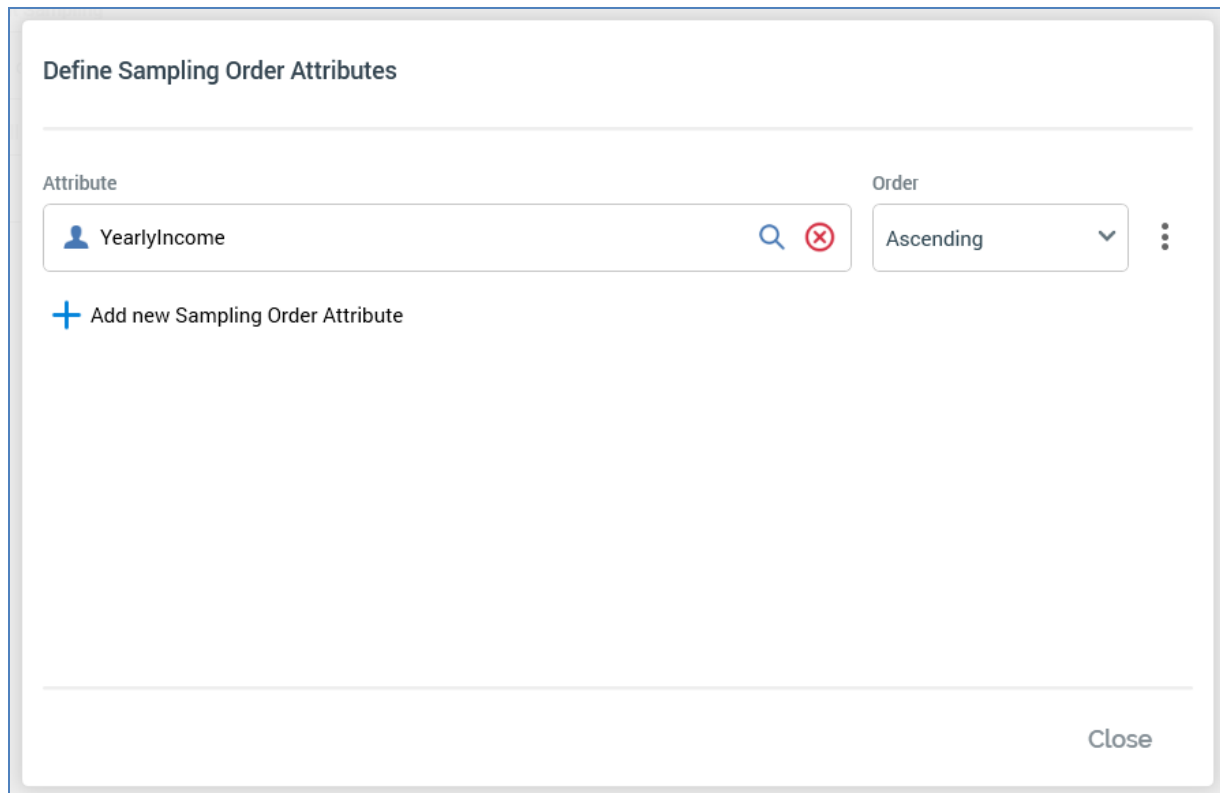 Define Sampling Order Attributes
Attribute
Order
YearlyIncome
Ascending
Add new Sampling Order Attribute
Close